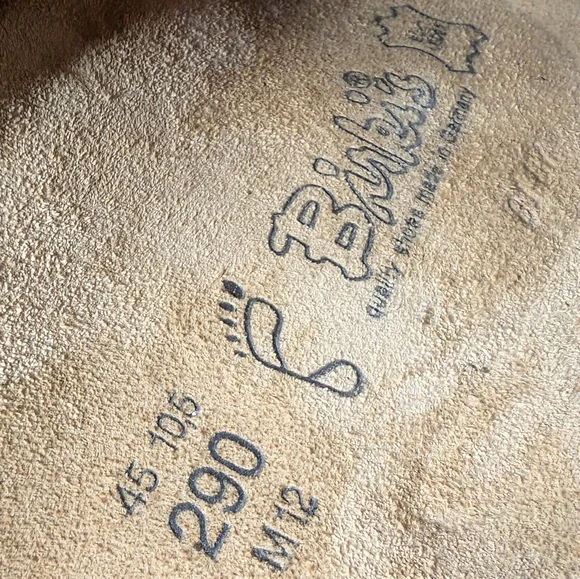 Birki's®
Quality shoes made in Germany
45 10,5
290
M 12